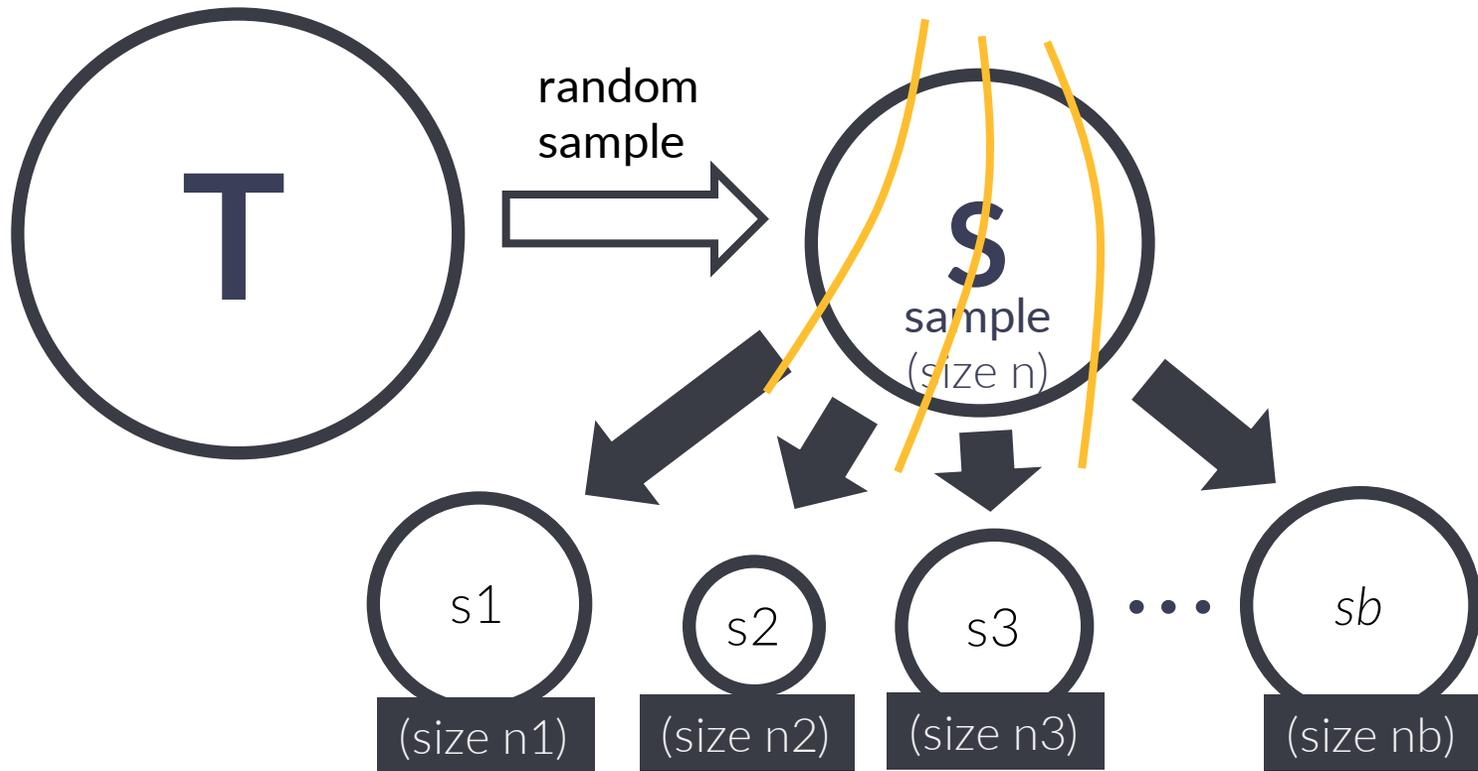 T
random
sample
S
sample
(size n)
s1
s2
s3
...
sb
(size n1)
(size n2)
(size n3)
(size nb)